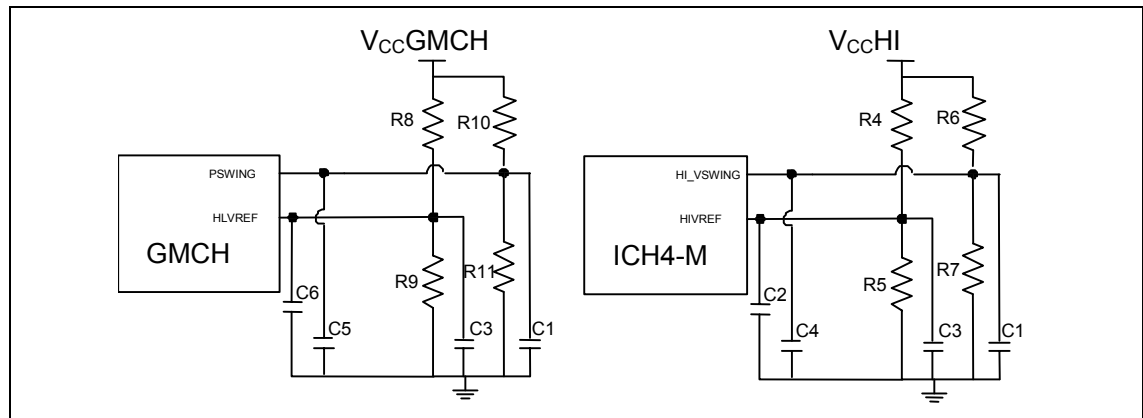 VCCGMCH
R8
R10
PSWING
HLVREF
GMCH
R9
R11
C6
C5
C3
C1
VCCHI
R4
R6
HI_VSWING
HIVREF
ICH4-M
R5
R7
C2
C4
C3
C1